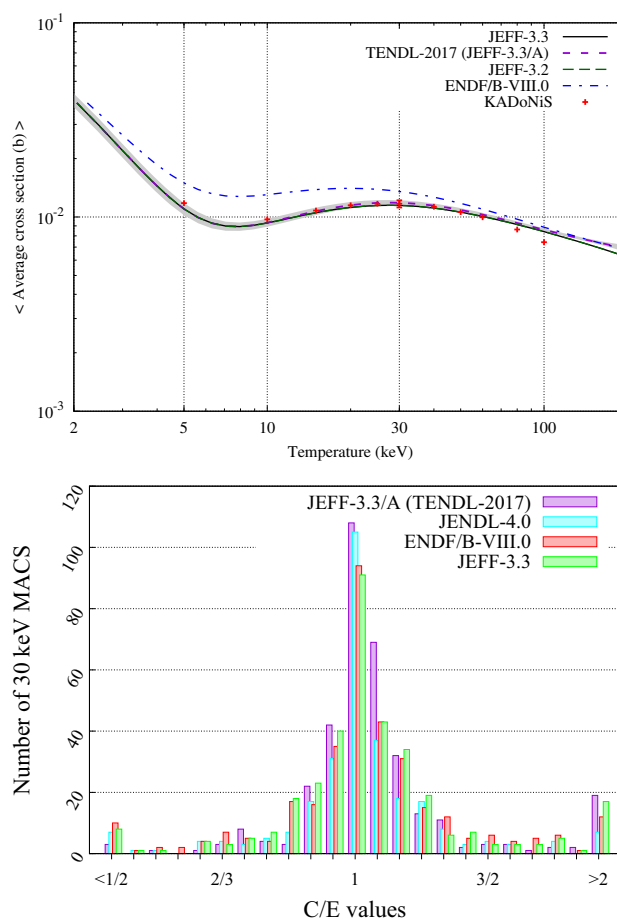 10^-1
JEFF-3.3
TENDL-2017 (JEFF-3.3/A)
JEFF-3.2
ENDF/B-VIII.0
KADoNiS
< Average cross section (b) >
10^-2
10^-3
2 5 10 30 100
Temperature (keV)
120
JEFF-3.3/A (TENDL-2017)
JENDL-4.0
ENDF/B-VIII.0
JEFF-3.3
100
80
60
40
20
0
Number of 30 keV MACS
<1/2 2/3 1 3/2 >2
C/E values